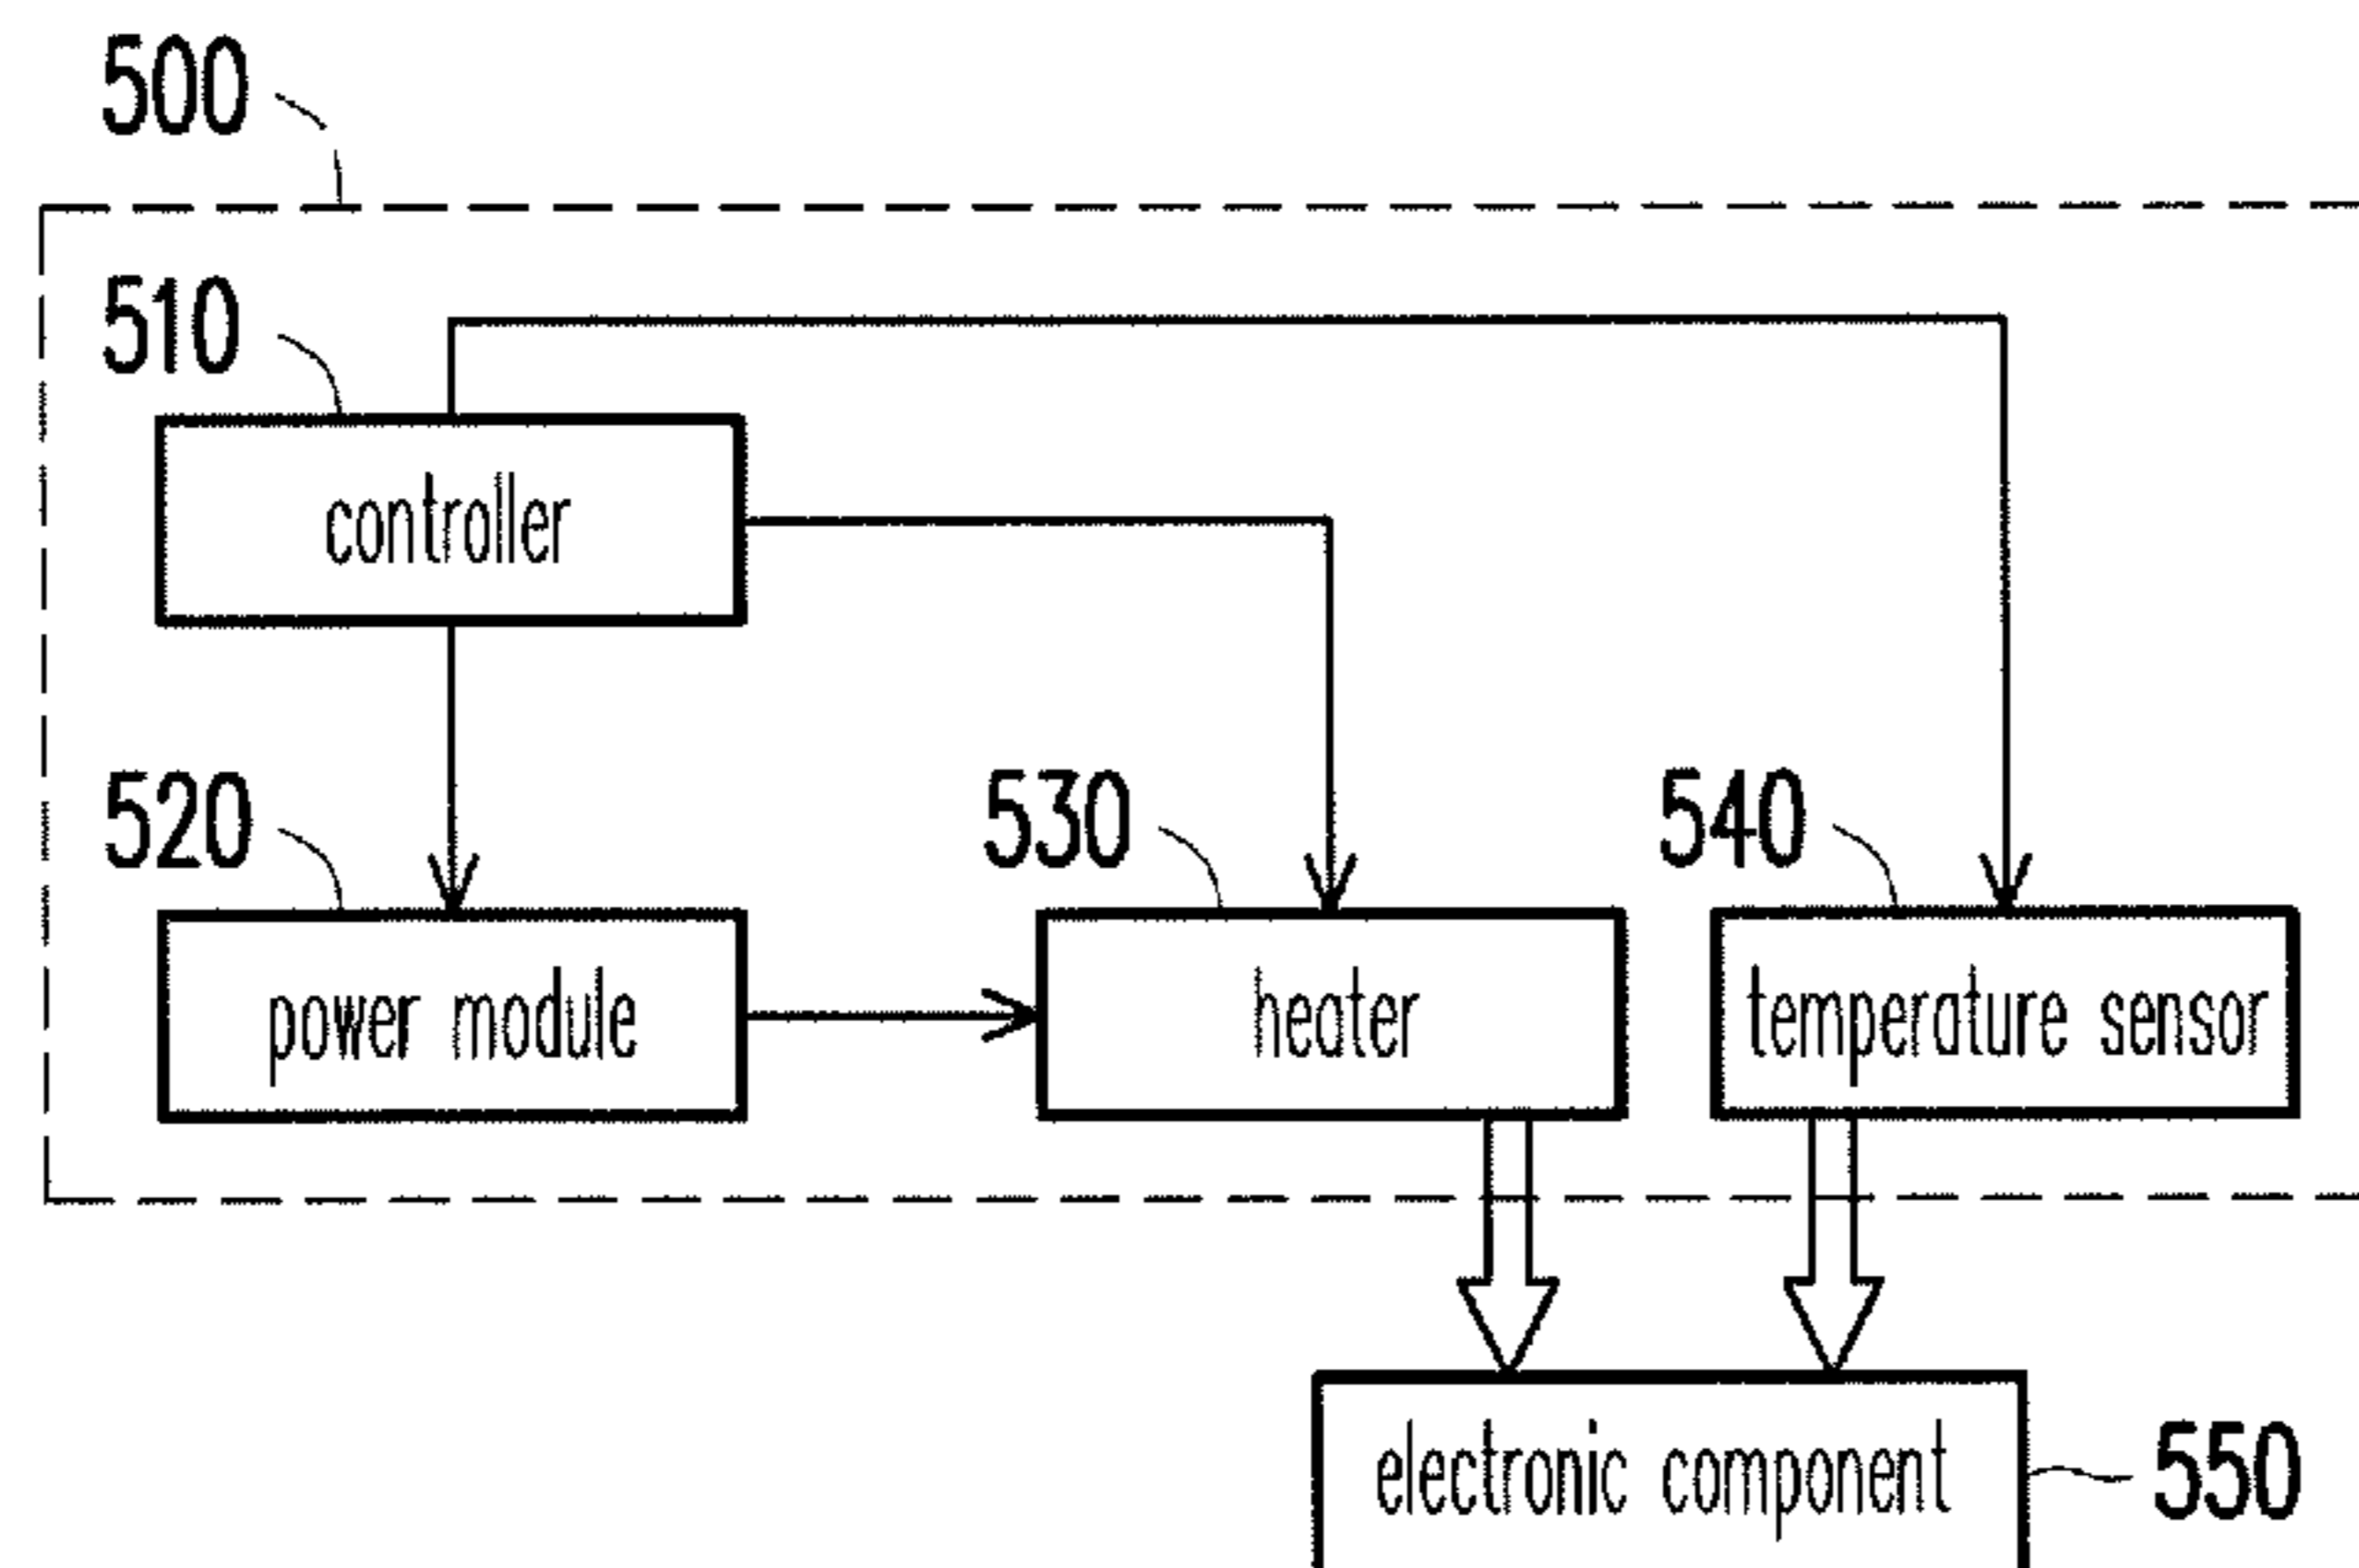 500
510
controller
520
530
540
power module
heater
temperature sensor
electronic component
550